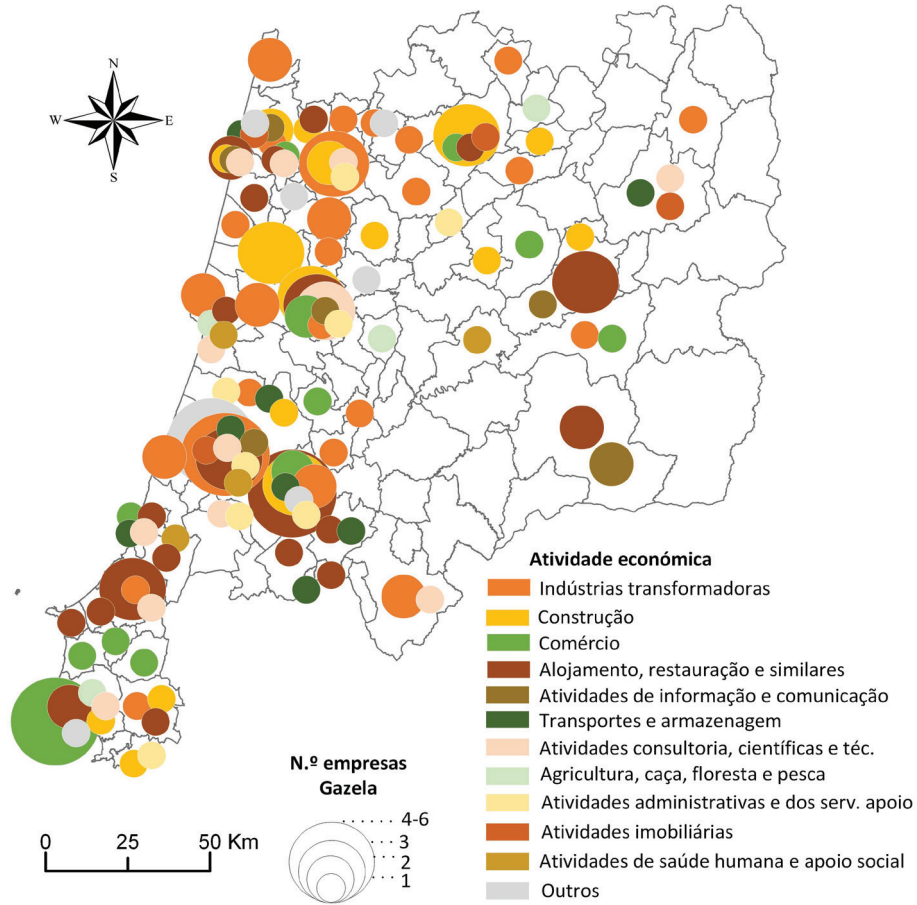 N
W E
S
Atividade económica
Indústrias transformadoras
Construção
Comércio
Alojamento, restauração e similares
Atividades de informação e comunicação
Transportes e armazenagem
Atividades consultoria, científicas e téc.
Agricultura, caça, floresta e pesca
Atividades administrativas e dos serv. apoio
Atividades imobiliárias
Atividades de saúde humana e apoio social
Outros
N.º empresas
Gazela
4-6
3
2
1
0 25 50 Km